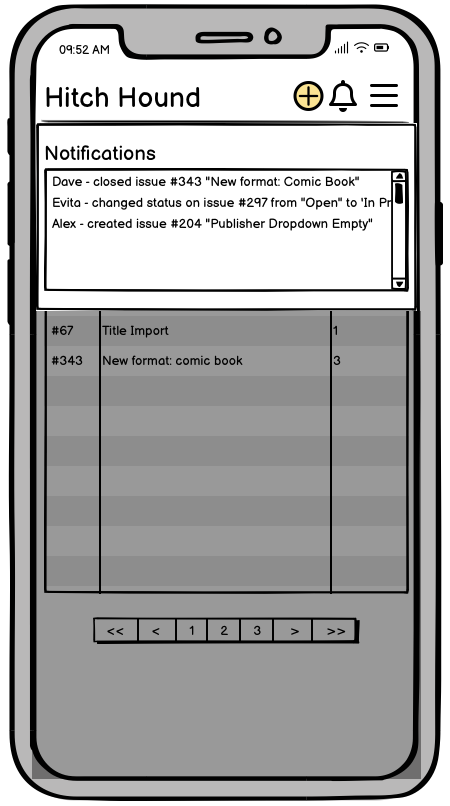 09:52 AM
Hitch Hound
Notifications
Dave - closed issue #343 "New format: Comic Book"
Evita - changed status on issue #297 from "Open" to 'In Pr
Alex - created issue #204 "Publisher Dropdown Empty"
#67 Title Import 1
#343 New format: comic book 3
<< < 1 2 3 > >>